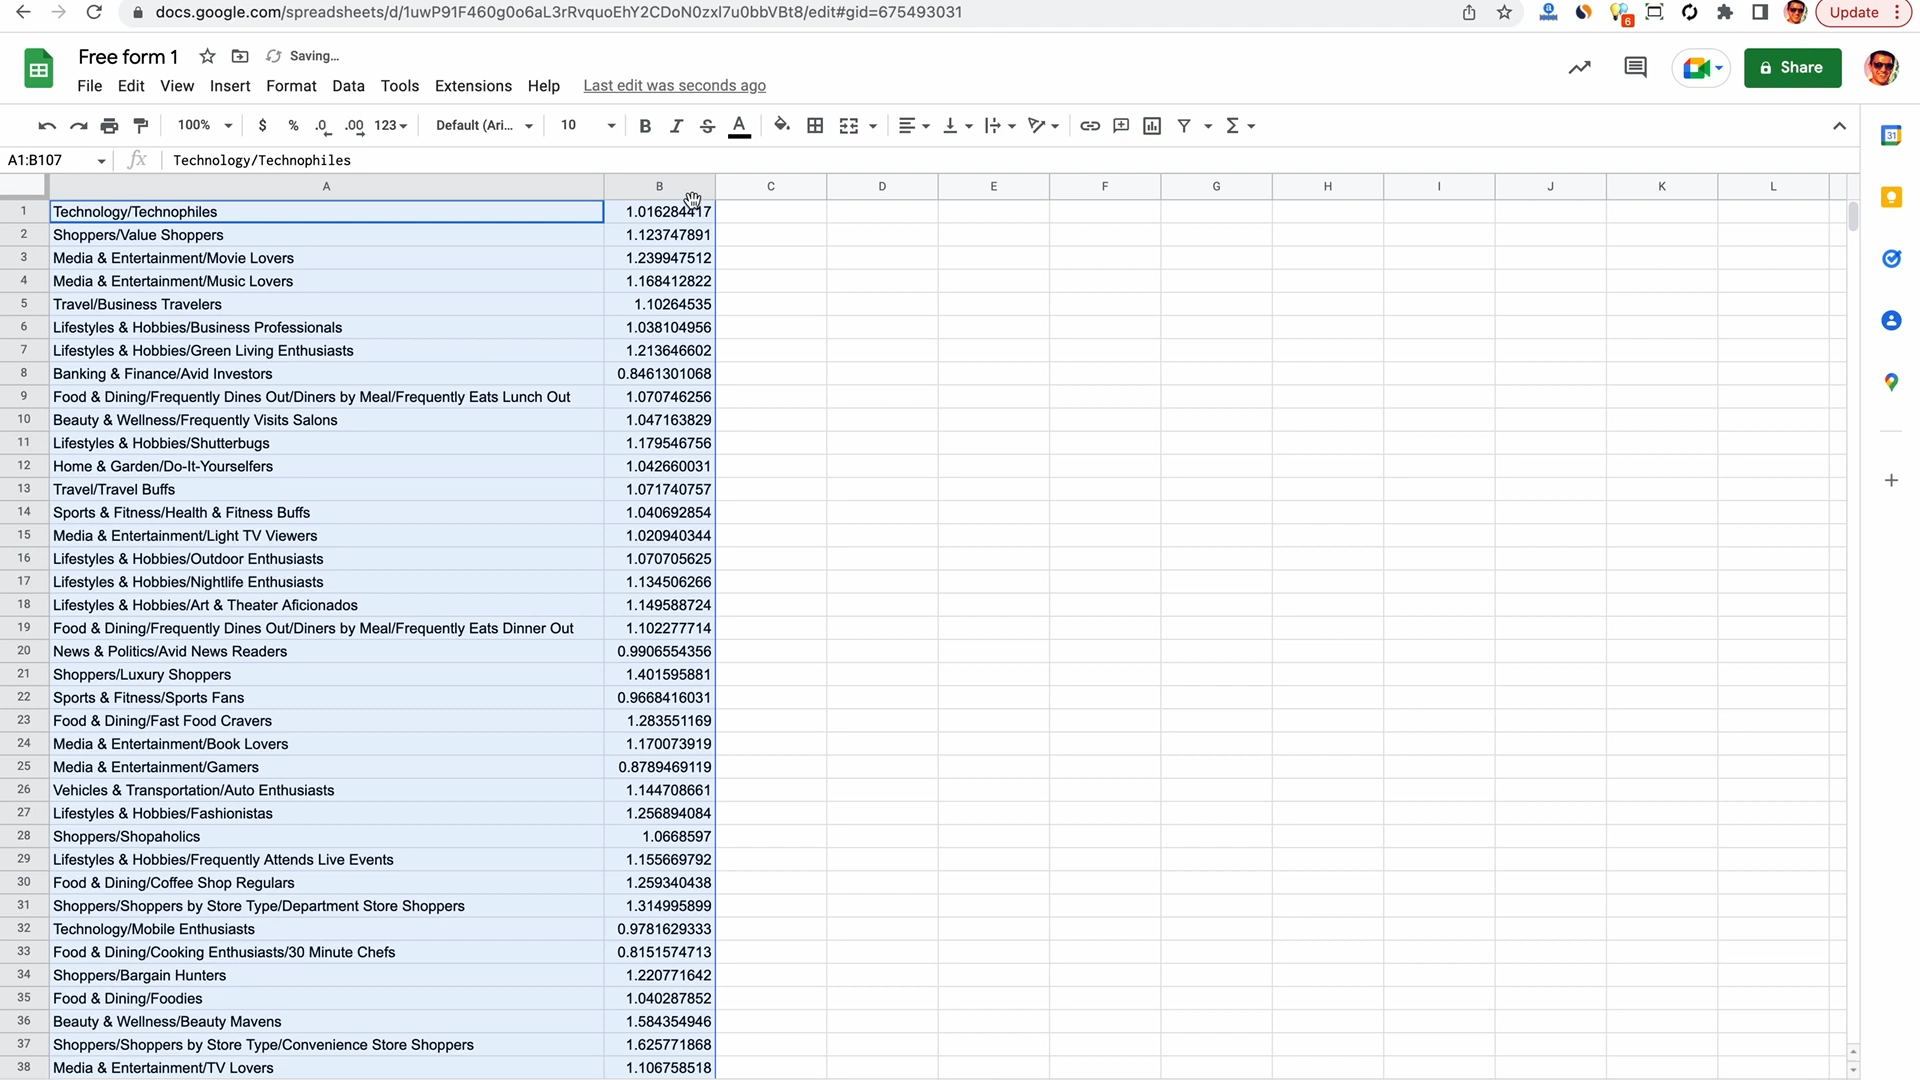 docs.google.com/spreadsheets/d/1uwP91F460g0o6aL3rRvquoEhY2CDoN0zxl7u0bbVBt8/edit#gid=675493031
6
Update
Free form 1
Saving…
File Edit View Insert Format Data Tools Extensions Help Last edit was seconds ago
Share
100% $ % .0 .00 123 Default (Ari... 10
B I S A Σ
31
A1:B107 fx Technology/Technophiles
A B C D E F G H I J K L
1 Technology/Technophiles 1.016284417
2 Shoppers/Value Shoppers 1.123747891
3 Media & Entertainment/Movie Lovers 1.239947512
4 Media & Entertainment/Music Lovers 1.168412822
5 Travel/Business Travelers 1.10264535
6 Lifestyles & Hobbies/Business Professionals 1.038104956
7 Lifestyles & Hobbies/Green Living Enthusiasts 1.213646602
8 Banking & Finance/Avid Investors 0.8461301068
9 Food & Dining/Frequently Dines Out/Diners by Meal/Frequently Eats Lunch Out 1.070746256
10 Beauty & Wellness/Frequently Visits Salons 1.047163829
11 Lifestyles & Hobbies/Shutterbugs 1.179546756
12 Home & Garden/Do-It-Yourselfers 1.042660031
13 Travel/Travel Buffs 1.071740757
14 Sports & Fitness/Health & Fitness Buffs 1.040692854
15 Media & Entertainment/Light TV Viewers 1.020940344
16 Lifestyles & Hobbies/Outdoor Enthusiasts 1.070705625
17 Lifestyles & Hobbies/Nightlife Enthusiasts 1.134506266
18 Lifestyles & Hobbies/Art & Theater Aficionados 1.149588724
19 Food & Dining/Frequently Dines Out/Diners by Meal/Frequently Eats Dinner Out 1.102277714
20 News & Politics/Avid News Readers 0.9906554356
21 Shoppers/Luxury Shoppers 1.401595881
22 Sports & Fitness/Sports Fans 0.9668416031
23 Food & Dining/Fast Food Cravers 1.283551169
24 Media & Entertainment/Book Lovers 1.170073919
25 Media & Entertainment/Gamers 0.8789469119
26 Vehicles & Transportation/Auto Enthusiasts 1.144708661
27 Lifestyles & Hobbies/Fashionistas 1.256894084
28 Shoppers/Shopaholics 1.0668597
29 Lifestyles & Hobbies/Frequently Attends Live Events 1.155669792
30 Food & Dining/Coffee Shop Regulars 1.259340438
31 Shoppers/Shoppers by Store Type/Department Store Shoppers 1.314995899
32 Technology/Mobile Enthusiasts 0.9781629333
33 Food & Dining/Cooking Enthusiasts/30 Minute Chefs 0.8151574713
34 Shoppers/Bargain Hunters 1.220771642
35 Food & Dining/Foodies 1.040287852
36 Beauty & Wellness/Beauty Mavens 1.584354946
37 Shoppers/Shoppers by Store Type/Convenience Store Shoppers 1.625771868
38 Media & Entertainment/TV Lovers 1.106758518